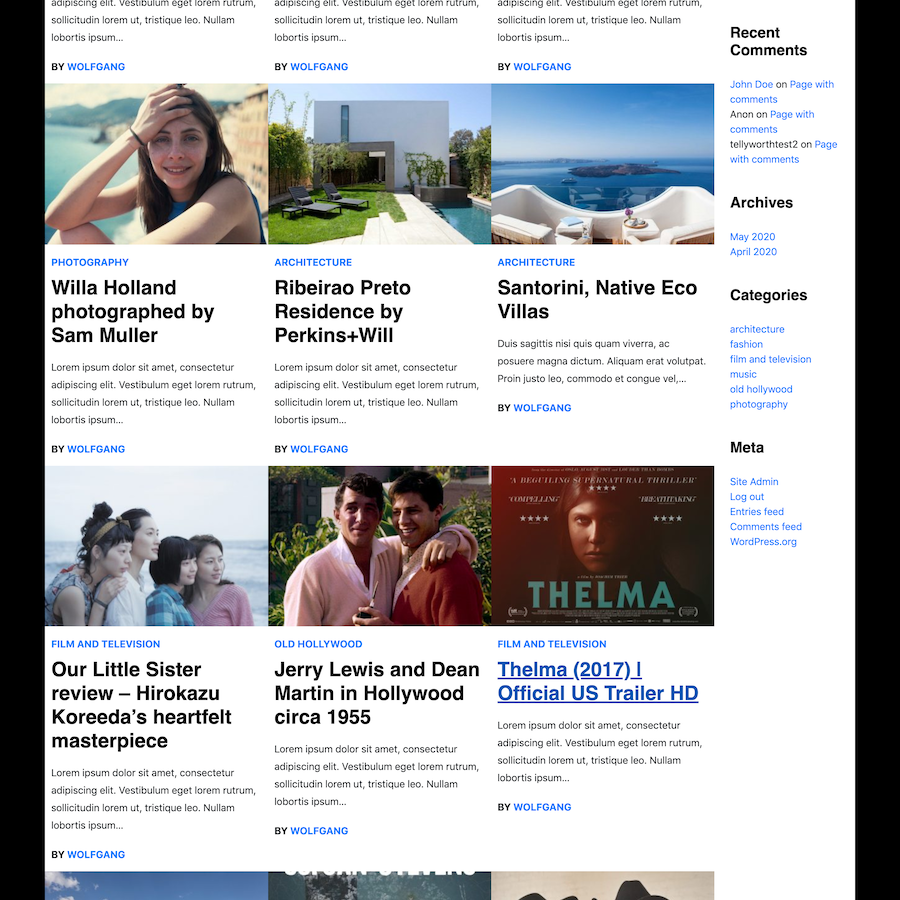 adipiscing elit. Vestibulum eget lorem rutrum,
sollicitudin lorem ut, tristique leo. Nullam
lobortis ipsum...
BY WOLFGANG
adipiscing elit. Vestibulum eget lorem rutrum,
sollicitudin lorem ut, tristique leo. Nullam
lobortis ipsum...
BY WOLFGANG
adipiscing elit. Vestibulum eget lorem rutrum,
sollicitudin lorem ut, tristique leo. Nullam
lobortis ipsum...
BY WOLFGANG
PHOTOGRAPHY
Willa Holland
photographed by
Sam Muller
Lorem ipsum dolor sit amet, consectetur
adipiscing elit. Vestibulum eget lorem rutrum,
sollicitudin lorem ut, tristique leo. Nullam
lobortis ipsum...
BY WOLFGANG
ARCHITECTURE
Ribeirao Preto
Residence by
Perkins+Will
Lorem ipsum dolor sit amet, consectetur
adipiscing elit. Vestibulum eget lorem rutrum,
sollicitudin lorem ut, tristique leo. Nullam
lobortis ipsum...
BY WOLFGANG
ARCHITECTURE
Santorini, Native Eco
Villas
Duis sagittis nisi quis quam viverra, ac
posuere magna dictum. Aliquam erat volutpat.
Proin justo leo, commodo et congue vel,...
BY WOLFGANG
FILM AND TELEVISION
Our Little Sister
review – Hirokazu
Koreeda's heartfelt
masterpiece
Lorem ipsum dolor sit amet, consectetur
adipiscing elit. Vestibulum eget lorem rutrum,
sollicitudin lorem ut, tristique leo. Nullam
lobortis ipsum...
BY WOLFGANG
OLD HOLLYWOOD
Jerry Lewis and Dean
Martin in Hollywood
circa 1955
Lorem ipsum dolor sit amet, consectetur
adipiscing elit. Vestibulum eget lorem rutrum,
sollicitudin lorem ut, tristique leo. Nullam
lobortis ipsum...
BY WOLFGANG
"A BEGUILING SUPERNATURAL THRILLER"
"COMPELLING"
"BREATHTAKING"
THELMA
FILM AND TELEVISION
Thelma (2017) |
Official US Trailer HD
Lorem ipsum dolor sit amet, consectetur
adipiscing elit. Vestibulum eget lorem rutrum,
sollicitudin lorem ut, tristique leo. Nullam
lobortis ipsum...
BY WOLFGANG
Recent
Comments
John Doe on Page with
comments
Anon on Page with
comments
tellyworthtest2 on Page
with comments
Archives
May 2020
April 2020
Categories
architecture
fashion
film and television
music
old hollywood
photography
Meta
Site Admin
Log out
Entries feed
Comments feed
WordPress.org